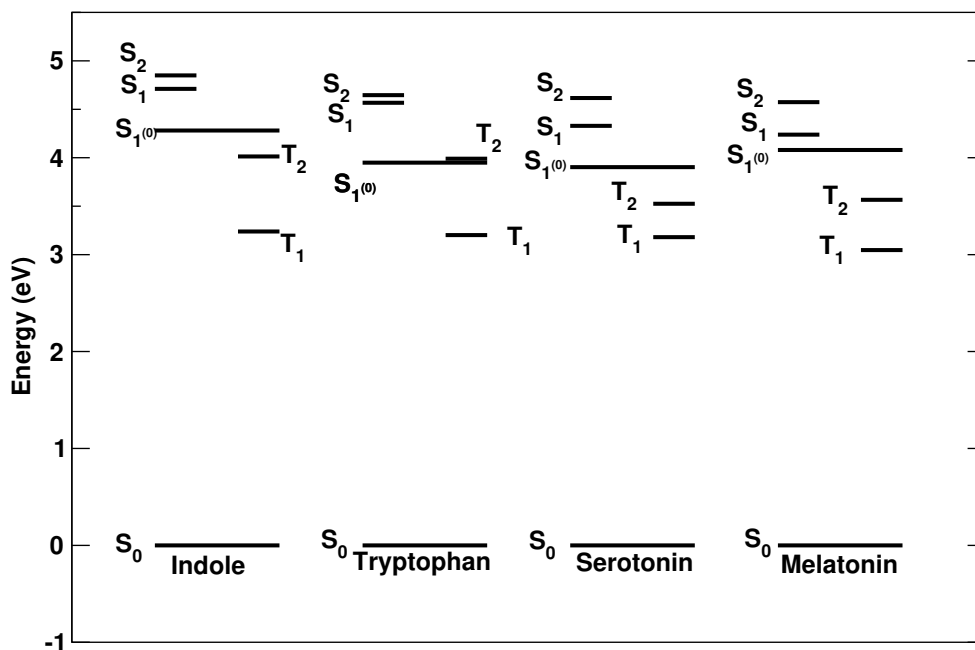 Energy (eV)
5
4
3
2
1
0
-1
S2
S1
S1(0)
T2
T1
S0
Indole
S2
S1
T2
S1(0)
T1
S0
Tryptophan
S2
S1
S1(0)
T2
T1
S0
Serotonin
S2
S1
S1(0)
T2
T1
S0
Melatonin